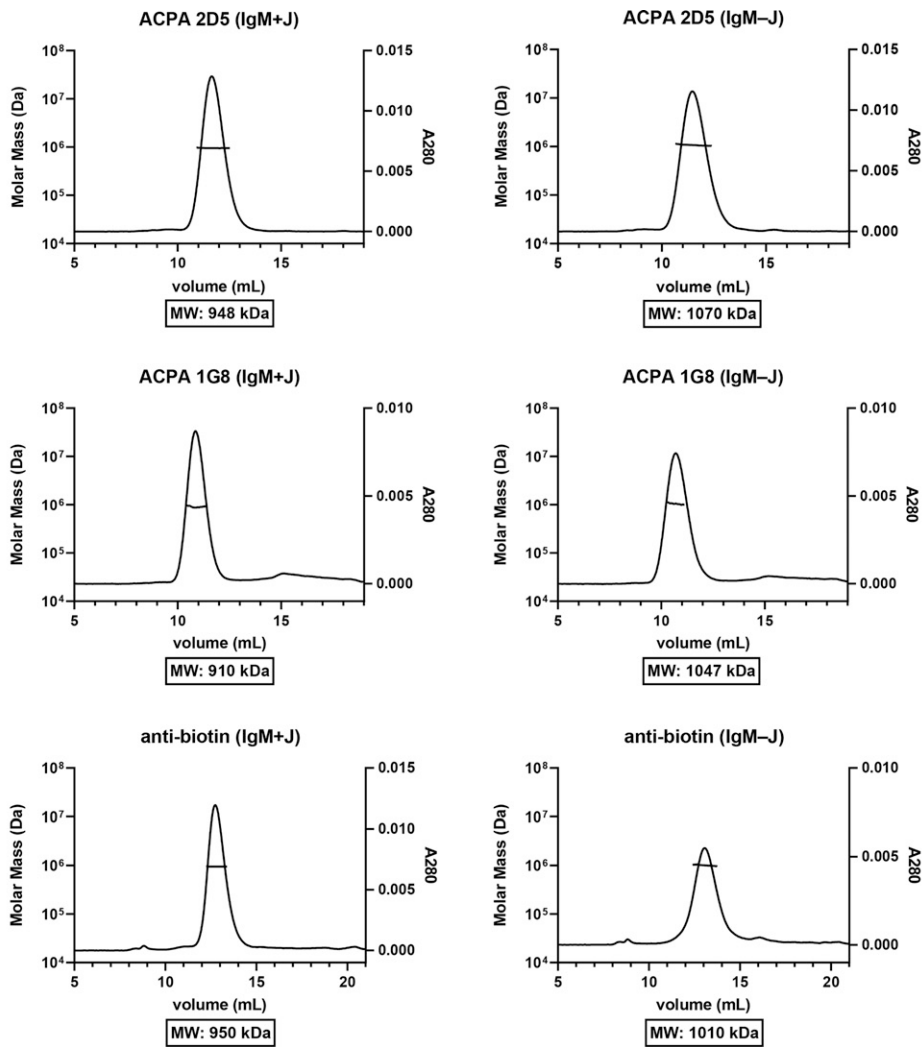 ACPA 2D5 (IgM+J)
10⁸
10⁷
10⁶
10⁵
10⁴
Molar Mass (Da)
0.015
0.010
0.005
0.000
A280
5 10 15
volume (mL)
MW: 948 kDa
ACPA 2D5 (IgM–J)
10⁸
10⁷
10⁶
10⁵
10⁴
Molar Mass (Da)
0.015
0.010
0.005
0.000
A280
5 10 15
volume (mL)
MW: 1070 kDa
ACPA 1G8 (IgM+J)
10⁸
10⁷
10⁶
10⁵
10⁴
Molar Mass (Da)
0.010
0.005
0.000
A280
5 10 15
volume (mL)
MW: 910 kDa
ACPA 1G8 (IgM–J)
10⁸
10⁷
10⁶
10⁵
10⁴
Molar Mass (Da)
0.010
0.005
0.000
A280
5 10 15
volume (mL)
MW: 1047 kDa
anti-biotin (IgM+J)
10⁸
10⁷
10⁶
10⁵
10⁴
Molar Mass (Da)
0.015
0.010
0.005
0.000
A280
5 10 15 20
volume (mL)
MW: 950 kDa
anti-biotin (IgM–J)
10⁸
10⁷
10⁶
10⁵
10⁴
Molar Mass (Da)
0.010
0.005
0.000
A280
5 10 15 20
volume (mL)
MW: 1010 kDa